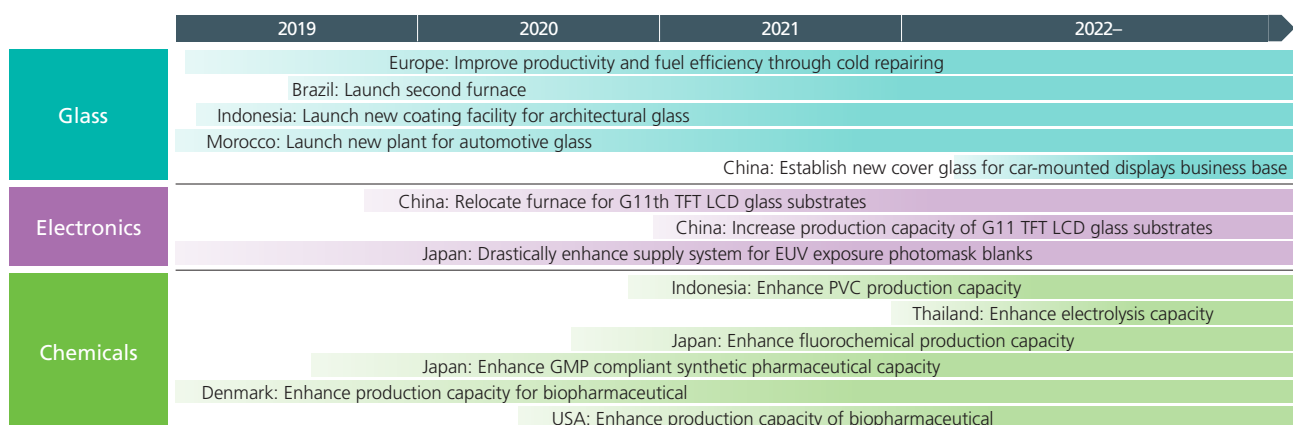 2019 2020 2021 2022–
Glass
Europe: Improve productivity and fuel efficiency through cold repairing
Brazil: Launch second furnace
Indonesia: Launch new coating facility for architectural glass
Morocco: Launch new plant for automotive glass
China: Establish new cover glass for car-mounted displays business base
Electronics
China: Relocate furnace for G11th TFT LCD glass substrates
China: Increase production capacity of G11 TFT LCD glass substrates
Japan: Drastically enhance supply system for EUV exposure photomask blanks
Chemicals
Indonesia: Enhance PVC production capacity
Thailand: Enhance electrolysis capacity
Japan: Enhance fluorochemical production capacity
Japan: Enhance GMP compliant synthetic pharmaceutical capacity
Denmark: Enhance production capacity for biopharmaceutical
USA: Enhance production capacity of biopharmaceutical